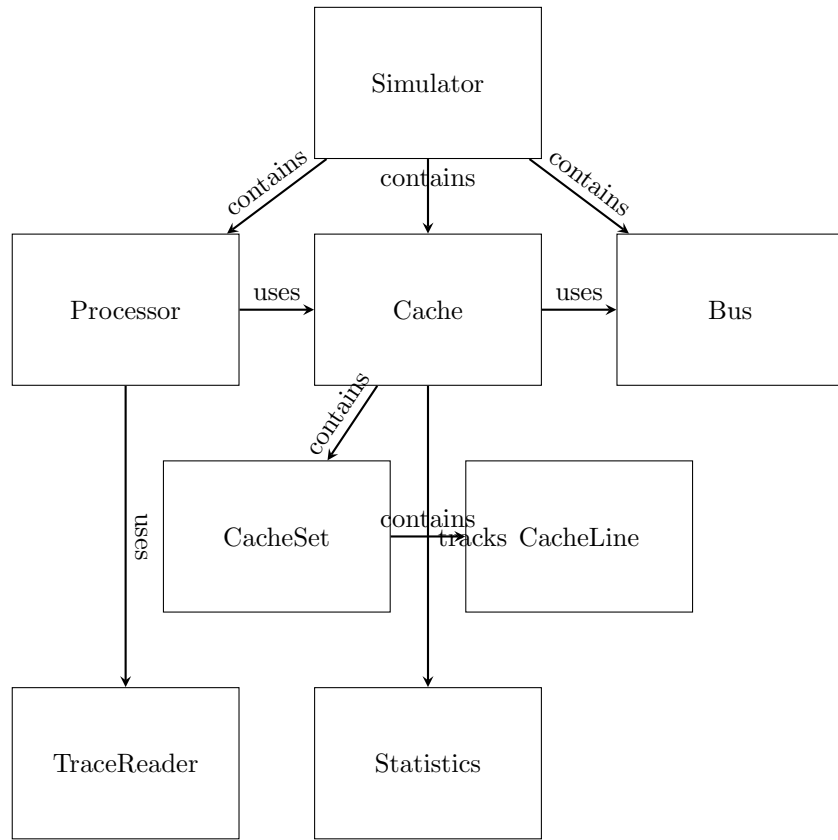 Simulator
contains
contains
contains
Processor
uses
Cache
uses
Bus
contains
uses
CacheSet
contains
tracks
CacheLine
TraceReader
Statistics